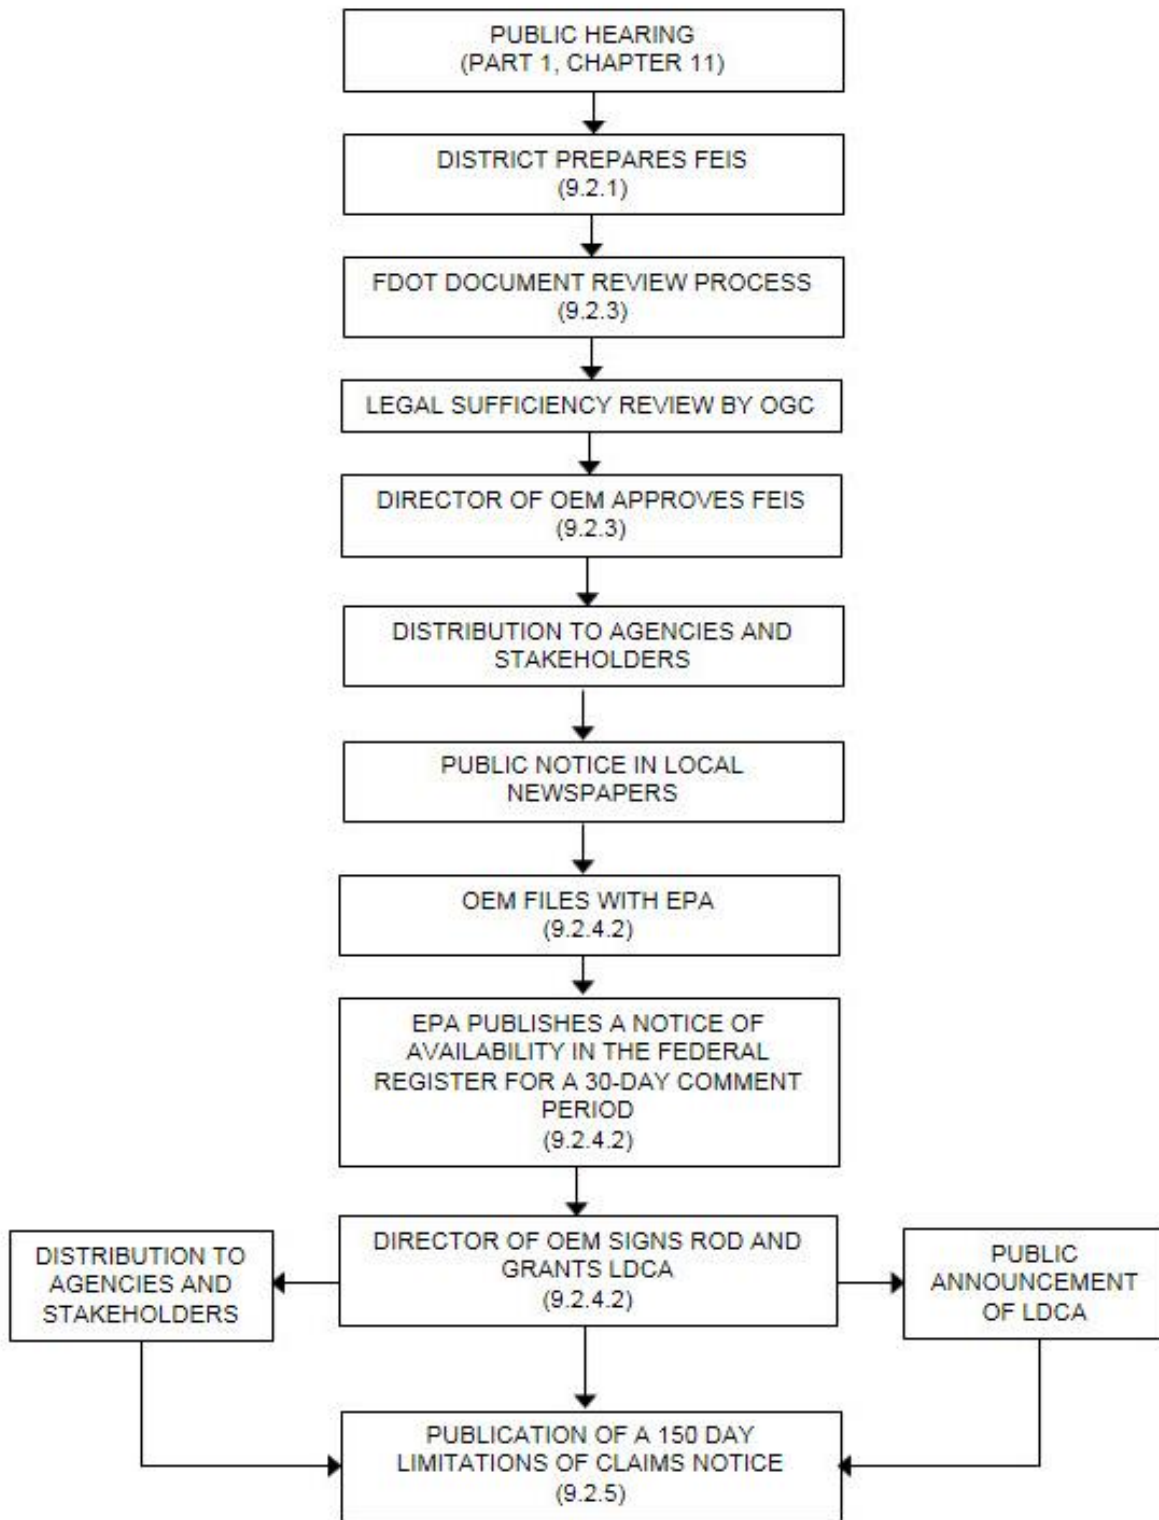 PUBLIC HEARING
(PART 1, CHAPTER 11)
DISTRICT PREPARES FEIS
(9.2.1)
FDOT DOCUMENT REVIEW PROCESS
(9.2.3)
LEGAL SUFFICIENCY REVIEW BY OGC
DIRECTOR OF OEM APPROVES FEIS
(9.2.3)
DISTRIBUTION TO AGENCIES AND
STAKEHOLDERS
PUBLIC NOTICE IN LOCAL
NEWSPAPERS
OEM FILES WITH EPA
(9.2.4.2)
EPA PUBLISHES A NOTICE OF
AVAILABILITY IN THE FEDERAL
REGISTER FOR A 30-DAY COMMENT
PERIOD
(9.2.4.2)
DISTRIBUTION TO
AGENCIES AND
STAKEHOLDERS
DIRECTOR OF OEM SIGNS ROD AND
GRANTS LDCA
(9.2.4.2)
PUBLIC
ANNOUNCEMENT
OF LDCA
PUBLICATION OF A 150 DAY
LIMITATIONS OF CLAIMS NOTICE
(9.2.5)